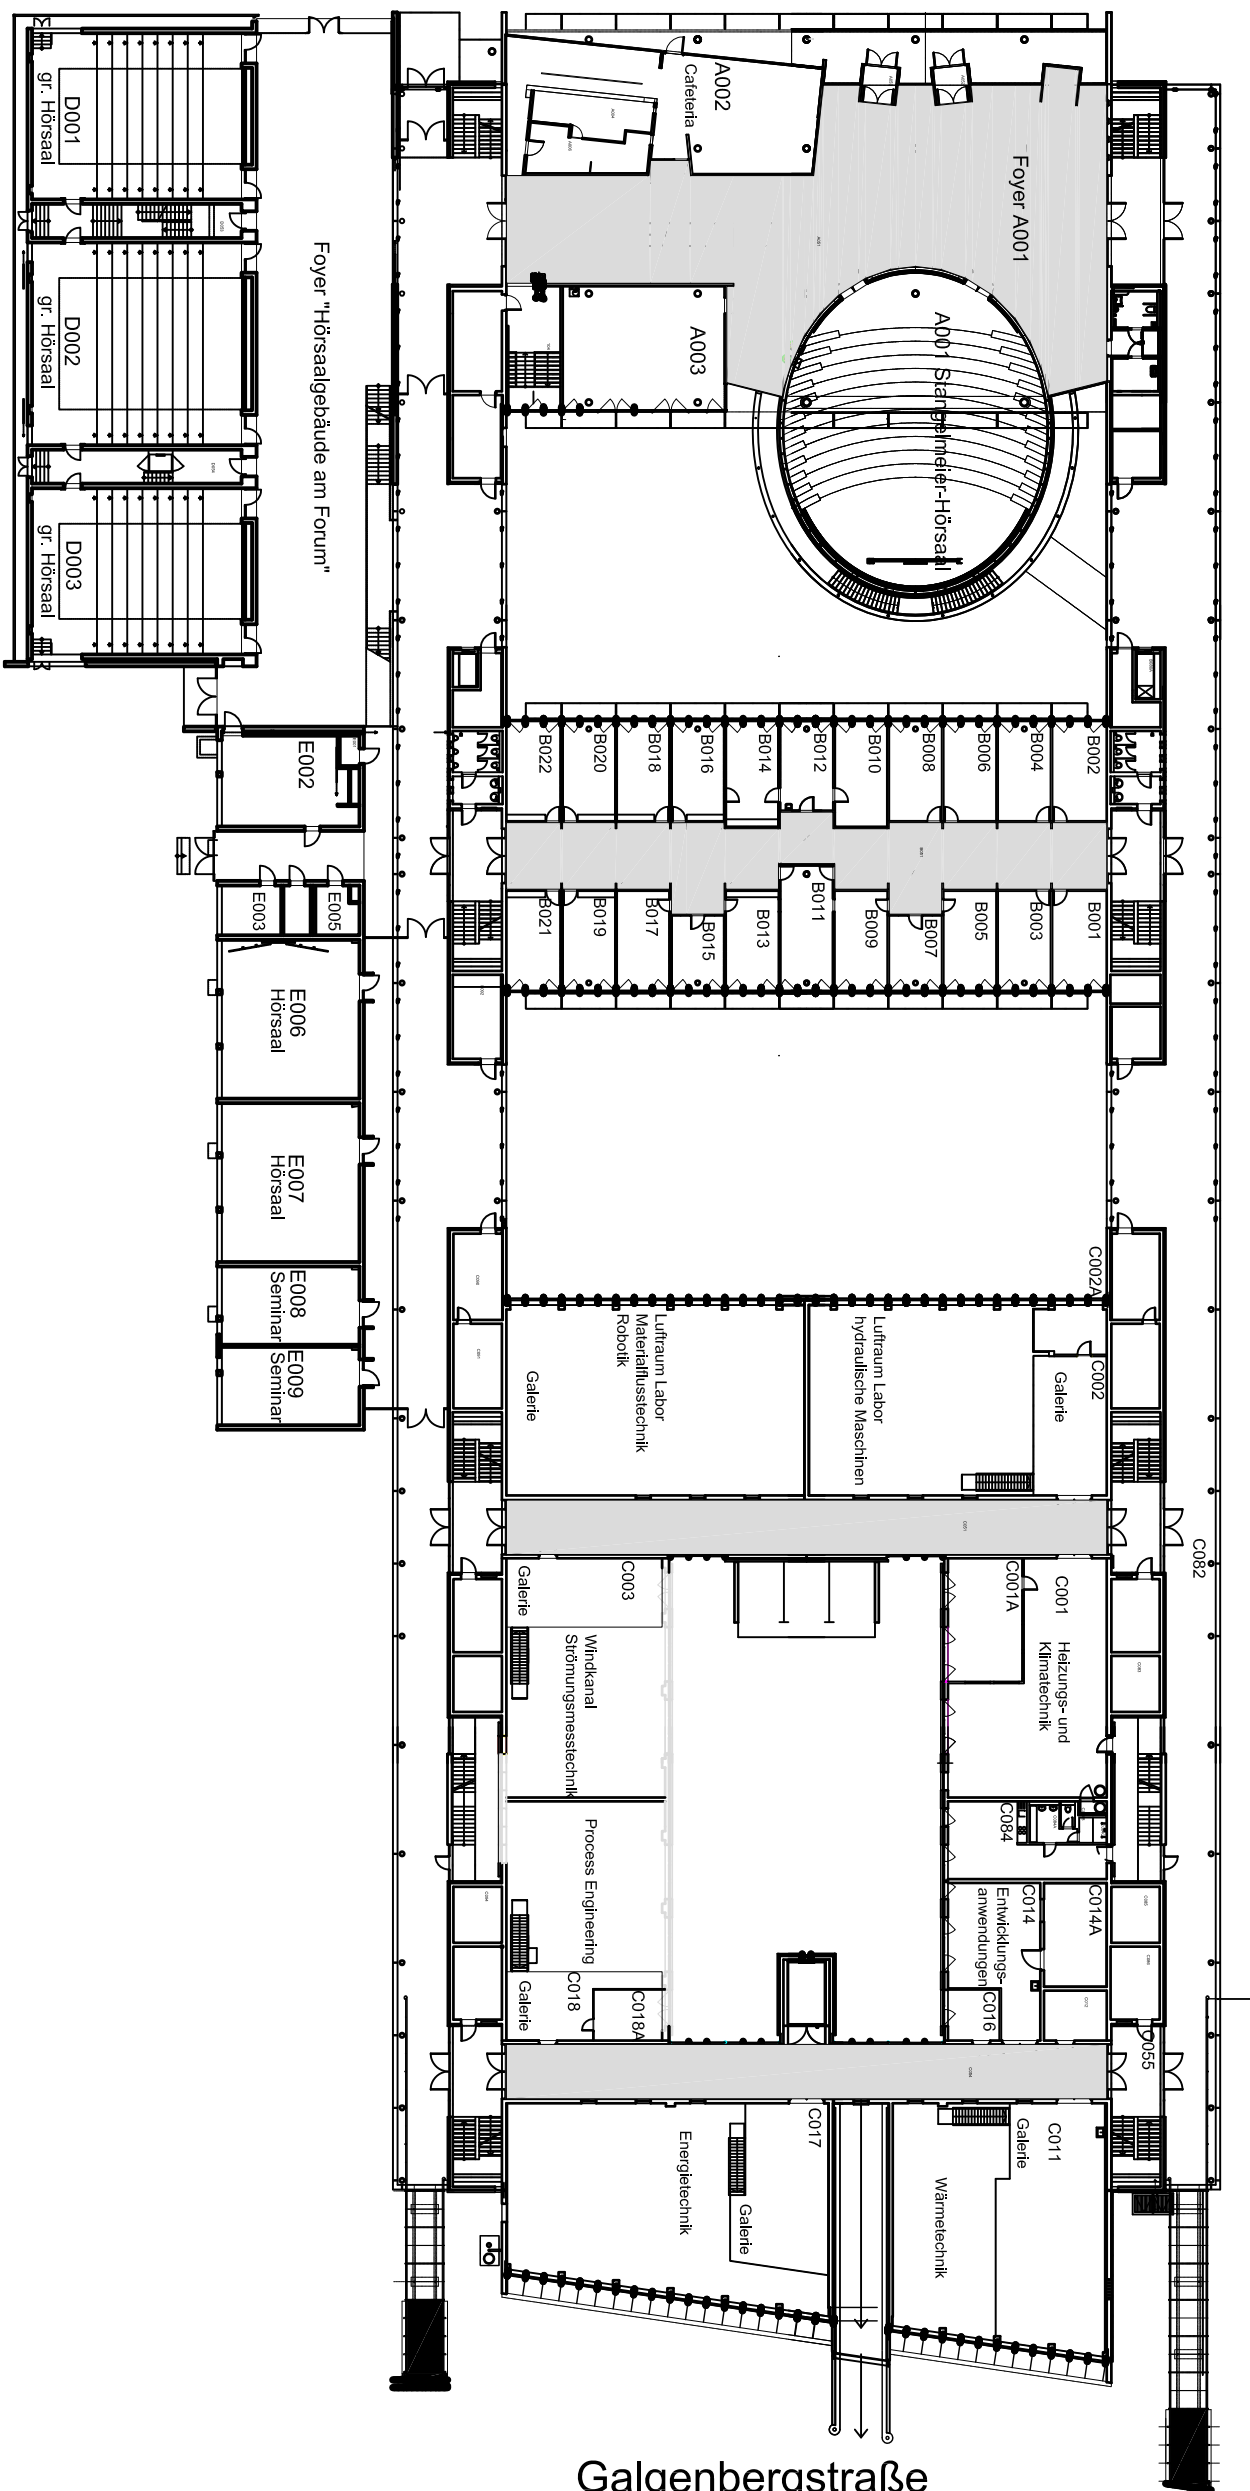 D001
gr. Hörsaal
D002
gr. Hörsaal
D003
gr. Hörsaal
Foyer "Hörsaalgebäude am Forum"
A002
Cafeteria
Foyer A001
A003
A001 Stangelmeier-Hörsaal
E002
E003
E005
E006
Hörsaal
E007
Hörsaal
E008
Seminar
E009
Seminar
B022
B020
B018
B016
B014
B012
B010
B008
B006
B004
B002
B021
B019
B017
B015
B013
B011
B009
B007
B005
B003
B001
C002A
Luftraum Labor
Materialflusstechnik
Robotik
Galerie
Luftraum Labor
hydraulische Maschinen
C002
Galerie
C082
C003
Galerie
Windkanal
Strömungsmesstechnik
C001A
C001
Heizungs- und
Klimatechnik
C084
Process Engineering
C014
Entwicklungs-
anwendungen
C014A
C016
C018
C018A
Galerie
C055
C017
Energietechnik
Galerie
C011
Galerie
Wärmetechnik
Galgenbergstraße